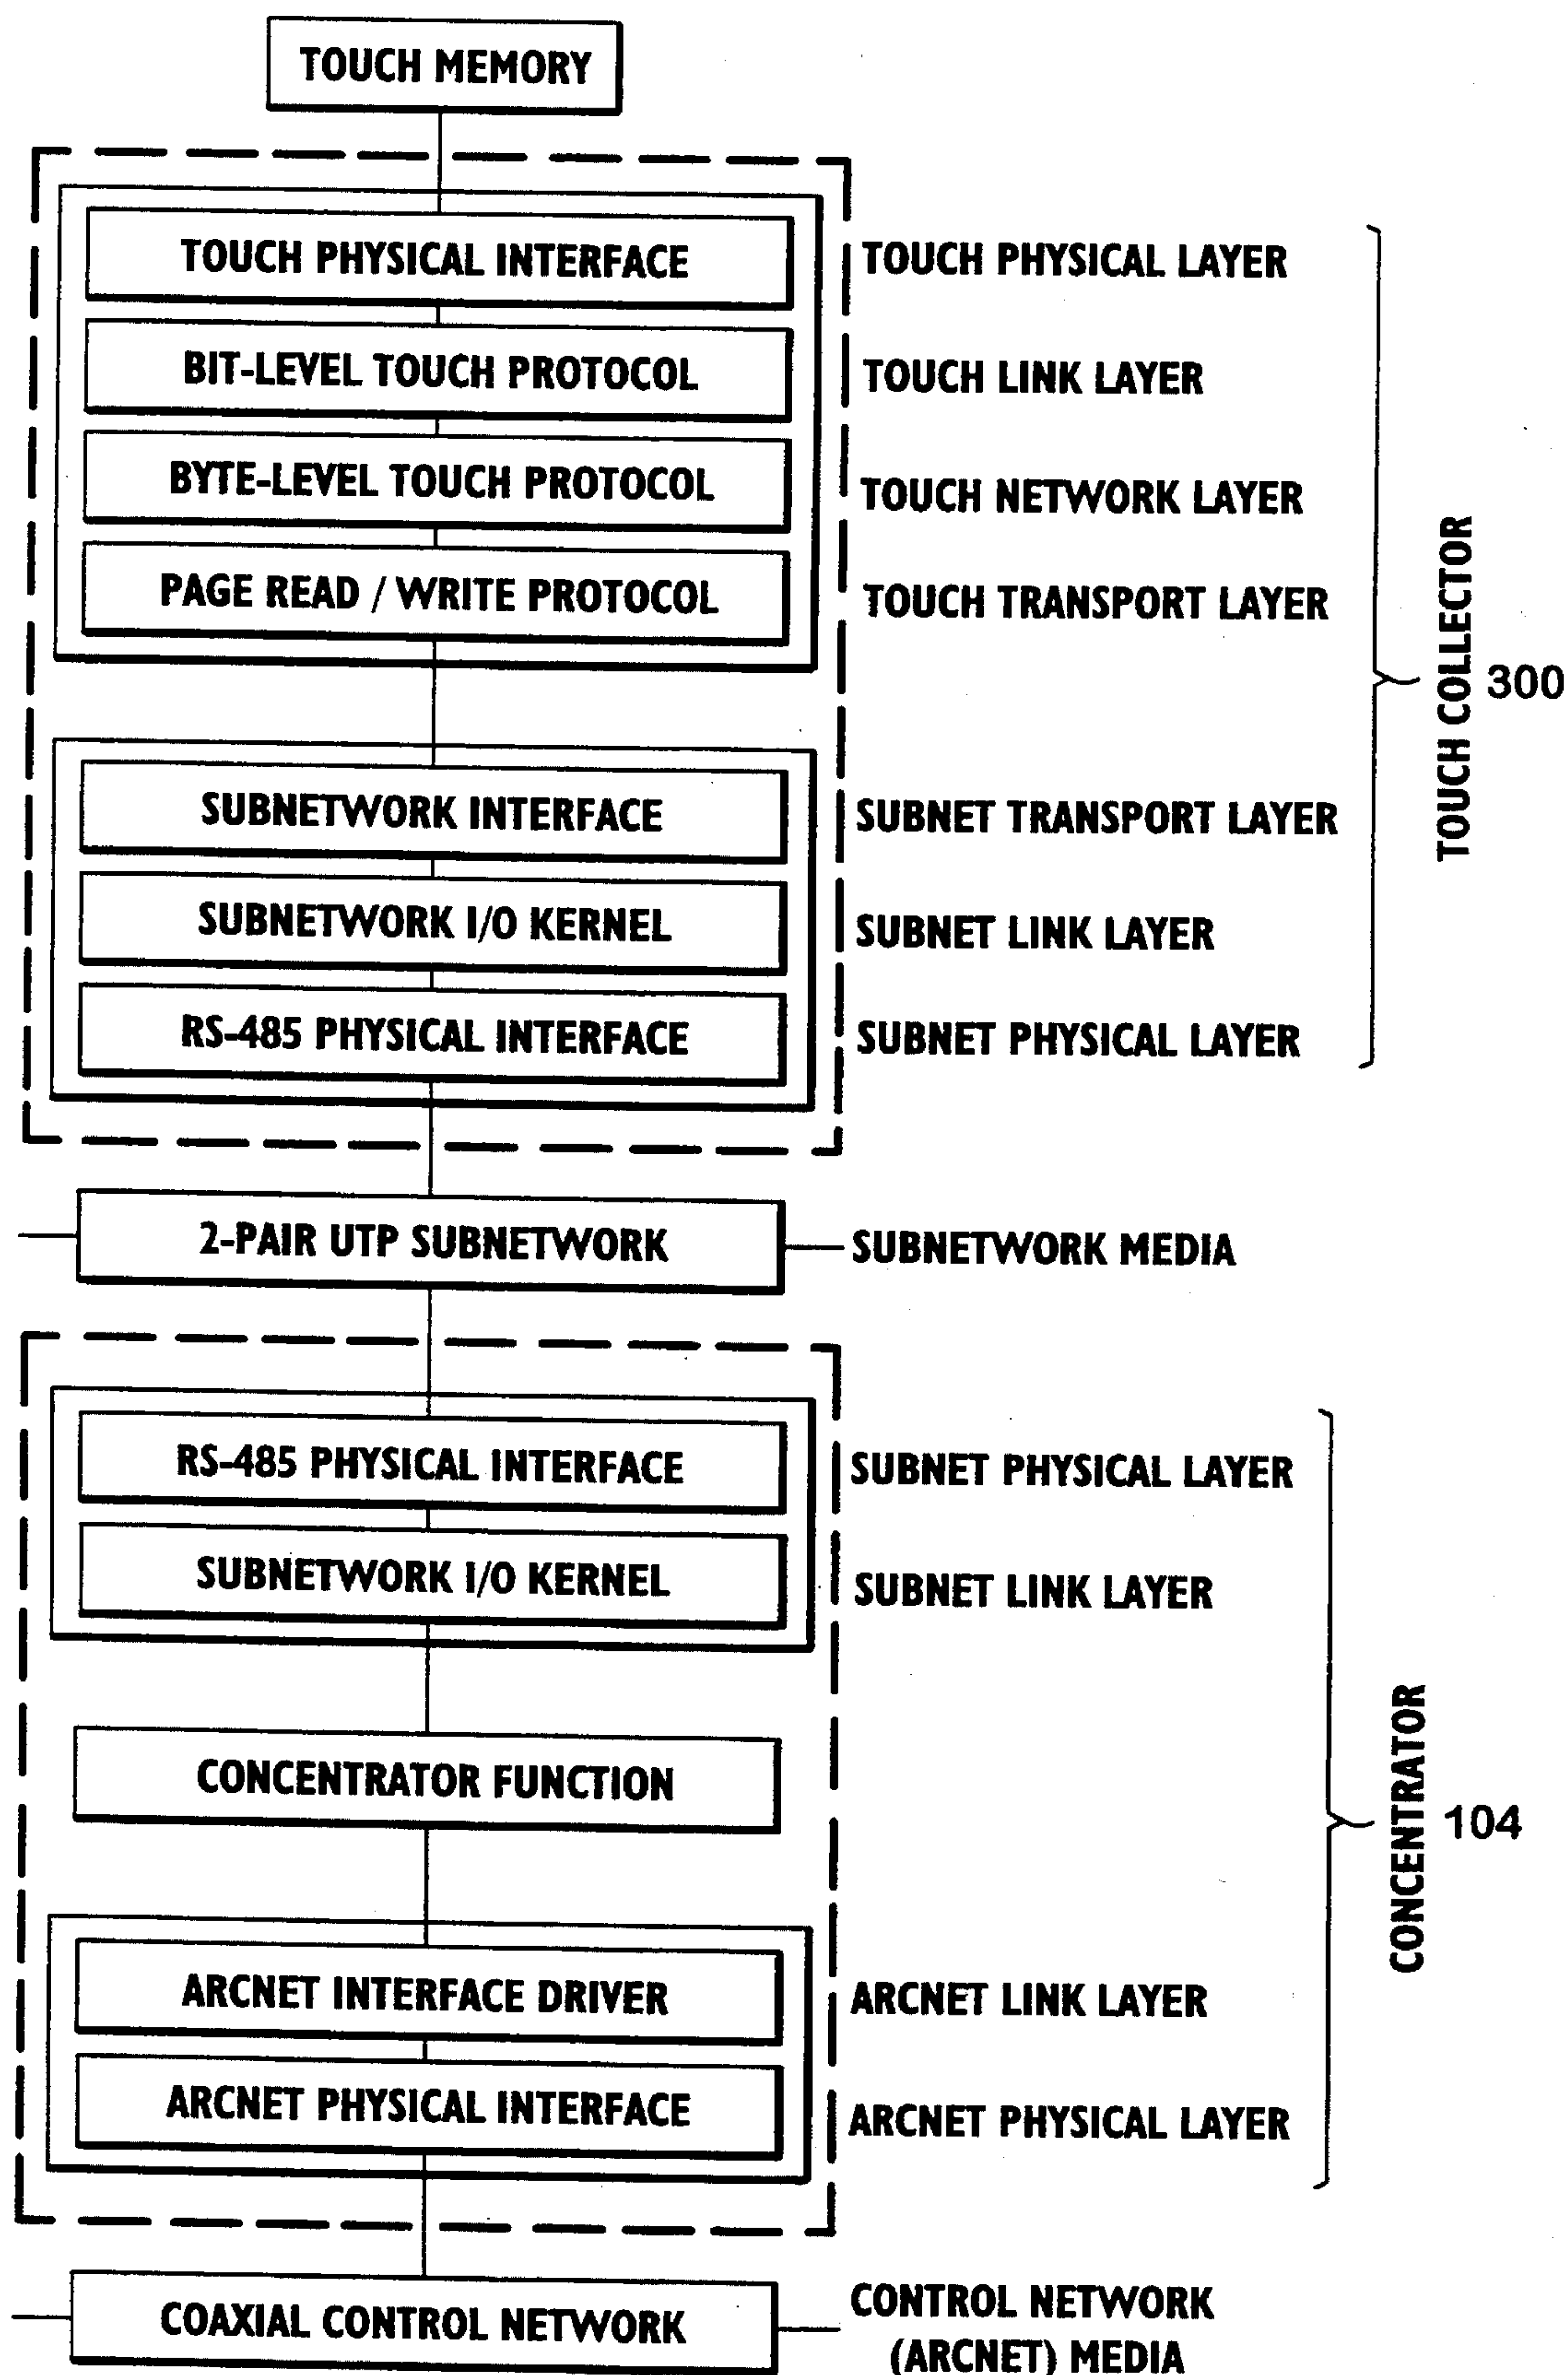 TOUCH MEMORY
TOUCH PHYSICAL INTERFACE
TOUCH PHYSICAL LAYER
BIT-LEVEL TOUCH PROTOCOL
TOUCH LINK LAYER
BYTE-LEVEL TOUCH PROTOCOL
TOUCH NETWORK LAYER
PAGE READ / WRITE PROTOCOL
TOUCH TRANSPORT LAYER
TOUCH COLLECTOR
300
SUBNETWORK INTERFACE
SUBNET TRANSPORT LAYER
SUBNETWORK I/O KERNEL
SUBNET LINK LAYER
RS-485 PHYSICAL INTERFACE
SUBNET PHYSICAL LAYER
2-PAIR UTP SUBNETWORK
SUBNETWORK MEDIA
RS-485 PHYSICAL INTERFACE
SUBNET PHYSICAL LAYER
SUBNETWORK I/O KERNEL
SUBNET LINK LAYER
CONCENTRATOR FUNCTION
CONCENTRATOR
104
ARCNET INTERFACE DRIVER
ARCNET LINK LAYER
ARCNET PHYSICAL INTERFACE
ARCNET PHYSICAL LAYER
COAXIAL CONTROL NETWORK
CONTROL NETWORK
(ARCNET) MEDIA